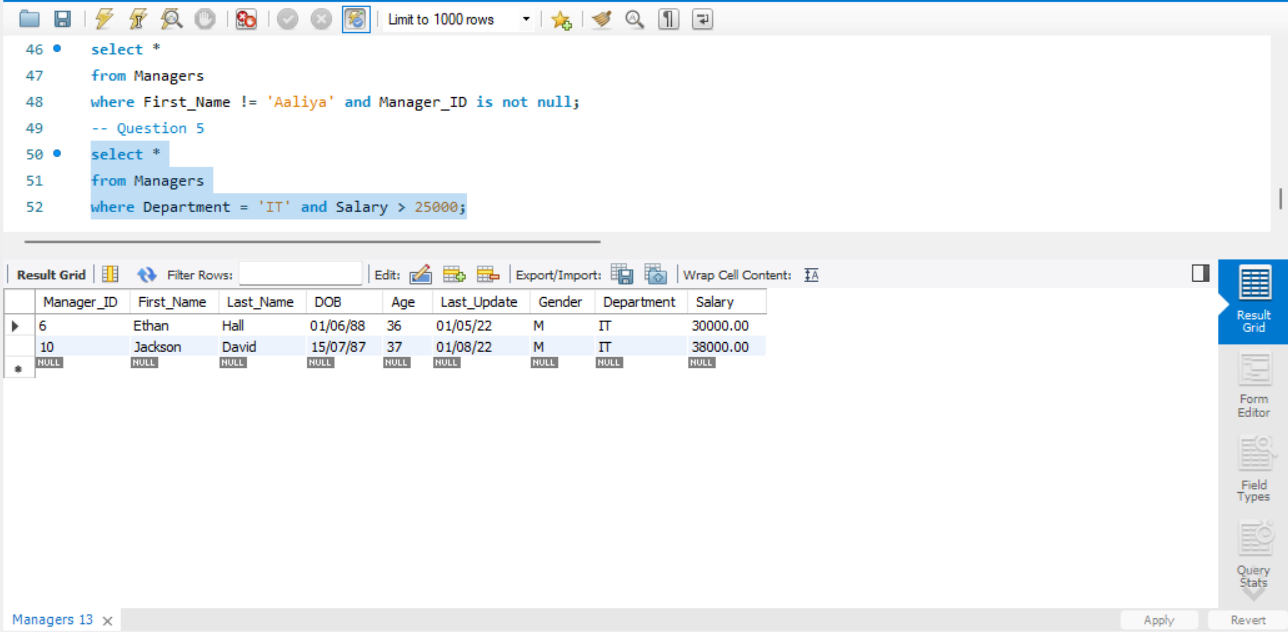 Limit to 1000 rows
46 select *
47 from Managers
48 where First_Name != 'Aaliya' and Manager_ID is not null;
49 -- Question 5
50 select *
51 from Managers
52 where Department = 'IT' and Salary > 25000;
Result Grid Filter Rows: Edit: Export/Import: Wrap Cell Content: IA
Manager_ID First_Name Last_Name DOB Age Last_Update Gender Department Salary
6 Ethan Hall 01/06/88 36 01/05/22 M IT 30000.00
10 Jackson David 15/07/87 37 01/08/22 M IT 38000.00
NULL NULL NULL NULL NULL NULL NULL NULL NULL
Result
Grid
Form
Editor
Field
Types
Query
Stats
Managers 13
Apply Revert